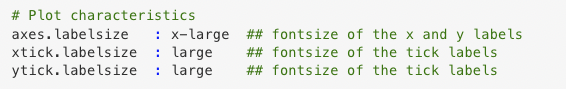 # Plot characteristics
axes.labelsize   : x-large  ## fontsize of the x and y labels
xtick.labelsize  : large    ## fontsize of the tick labels
ytick.labelsize  : large    ## fontsize of the tick labels